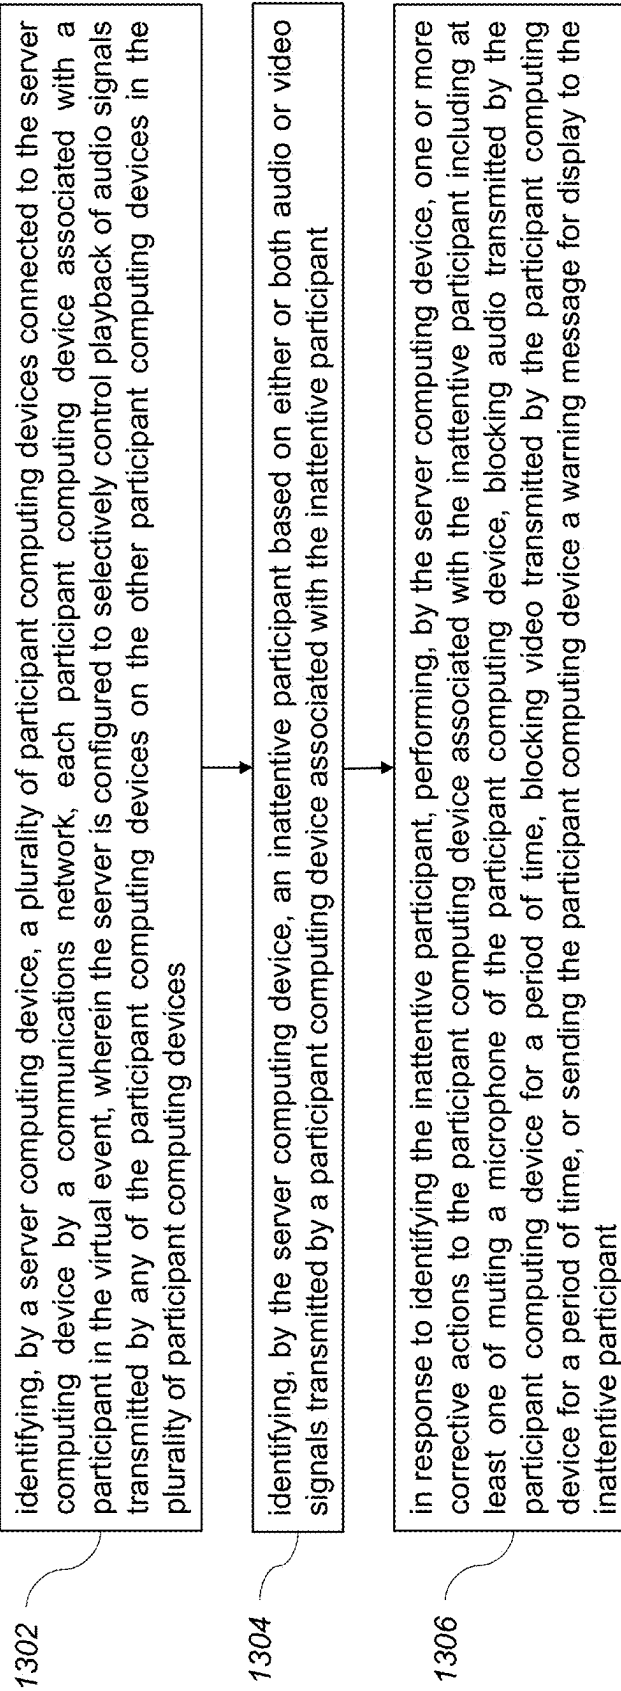 1302
identifying, by a server computing device, a plurality of participant computing devices connected to the server
computing device by a communications network, each participant computing device associated with a
participant in the virtual event, wherein the server is configured to selectively control playback of audio signals
transmitted by any of the participant computing devices on the other participant computing devices in the
plurality of participant computing devices
1304
identifying, by the server computing device, an inattentive participant based on either or both audio or video
signals transmitted by a participant computing device associated with the inattentive participant
1306
in response to identifying the inattentive participant, performing, by the server computing device, one or more
corrective actions to the participant computing device associated with the inattentive participant including at
least one of muting a microphone of the participant computing device, blocking audio transmitted by the
participant computing device for a period of time, blocking video transmitted by the participant computing
device for a period of time, or sending the participant computing device a warning message for display to the
inattentive participant